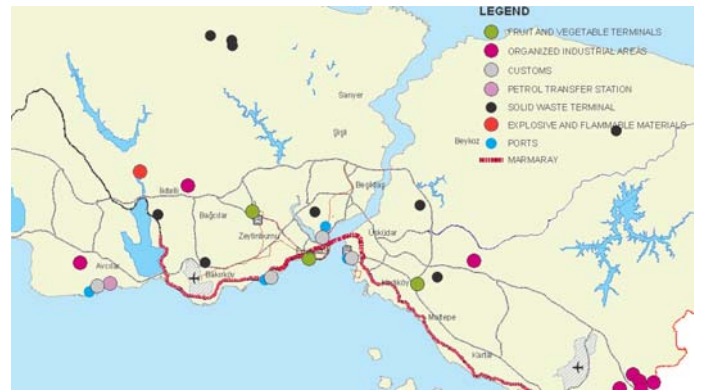 LEGEND
FRUIT AND VEGETABLE TERMINALS
ORGANIZED INDUSTRIAL AREAS
CUSTOMS
PETROL TRANSFER STATION
SOLID WASTE TERMINAL
EXPLOSIVE AND FLAMMABLE MATERIALS
PORTS
MARMARAY
Sarıyer
Şişli
Beykoz
Beşiktaş
İkitelli
Bağcılar
Zeytinburnu
Üsküdar
Avcılar
Bakırköy
Kadıköy
Maltepe
Kartal